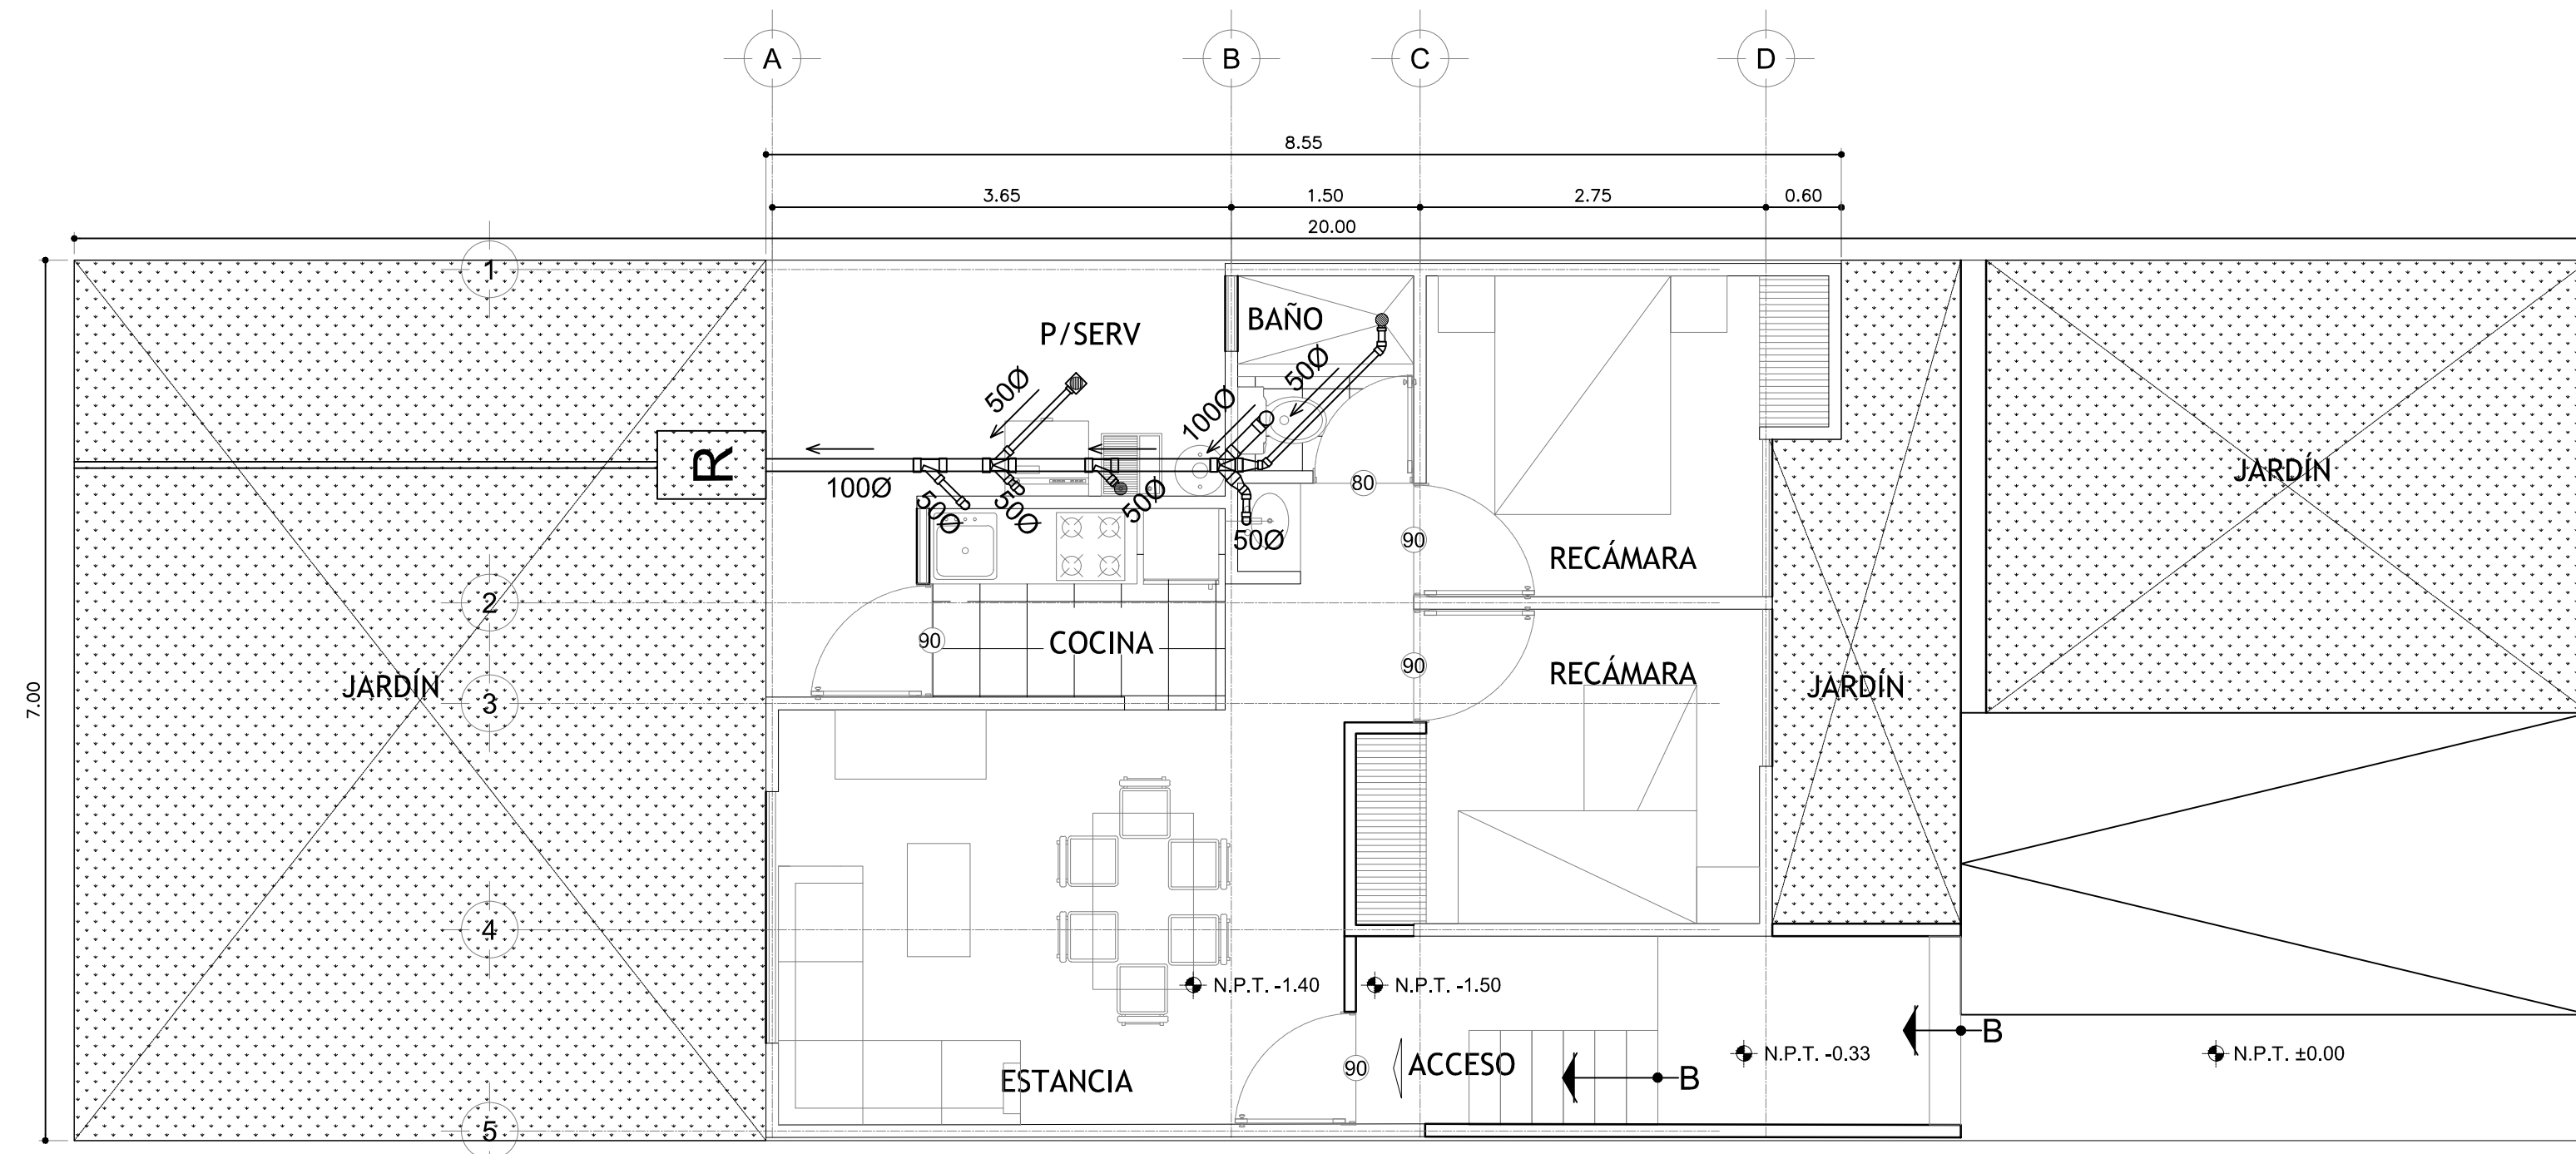 A
B
C
D
8.55
3.65
1.50
2.75
0.60
20.00
1
BAÑO
P/SERV
50Ø
50Ø
100Ø
R
JARDÍN
100Ø
50Ø
50Ø
50Ø
80
50Ø
90
RECÁMARA
2
90
COCINA
90
RECÁMARA
JARDÍN
JARDÍN
3
7.00
4
N.P.T. -1.40
N.P.T. -1.50
B
N.P.T. -0.33
N.P.T. ±0.00
90
ACCESO
B
ESTANCIA
5